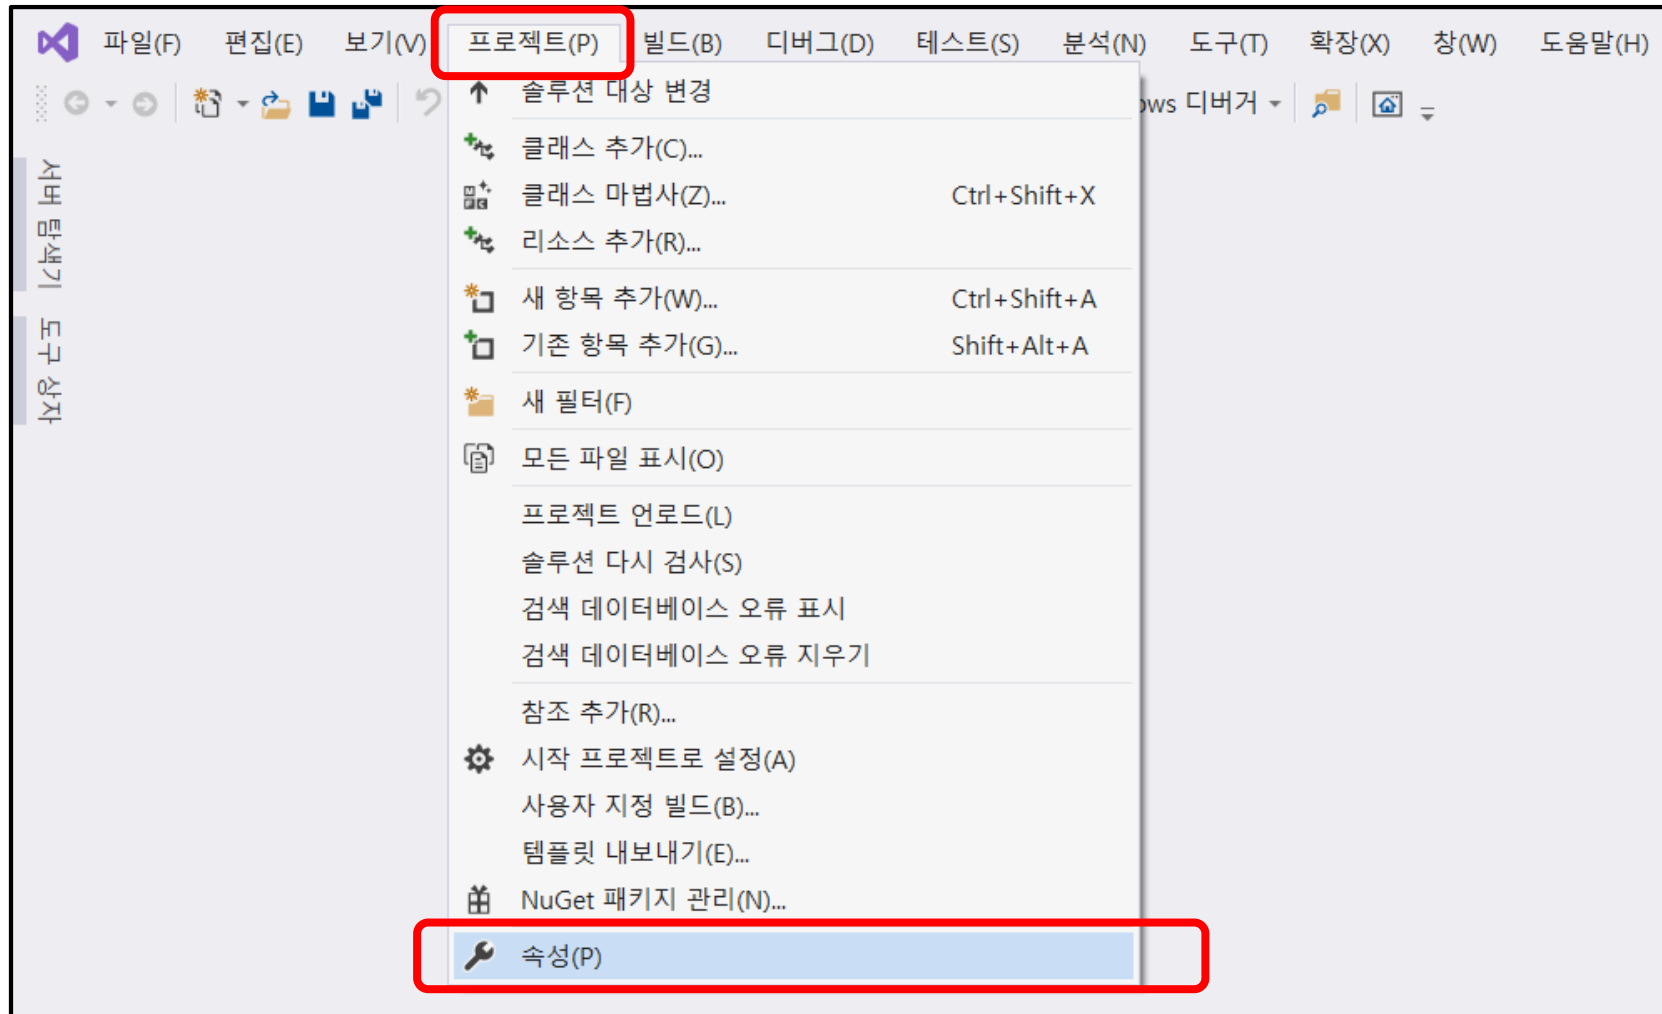 파일(F) 편집(E) 보기(V) 프로젝트(P) 빌드(B) 디버그(D) 테스트(S) 분석(N) 도구(T) 확장(X) 창(W) 도움말(H)
디버거
서버 탐색기
도구 상자
솔루션 대상 변경
클래스 추가(C)...
클래스 마법사(Z)... Ctrl+Shift+X
리소스 추가(R)...
새 항목 추가(W)... Ctrl+Shift+A
기존 항목 추가(G)... Shift+Alt+A
새 필터(F)
모든 파일 표시(O)
프로젝트 언로드(L)
솔루션 다시 검사(S)
검색 데이터베이스 오류 표시
검색 데이터베이스 오류 지우기
참조 추가(R)...
시작 프로젝트로 설정(A)
사용자 지정 빌드(B)...
템플릿 내보내기(E)...
NuGet 패키지 관리(N)...
속성(P)